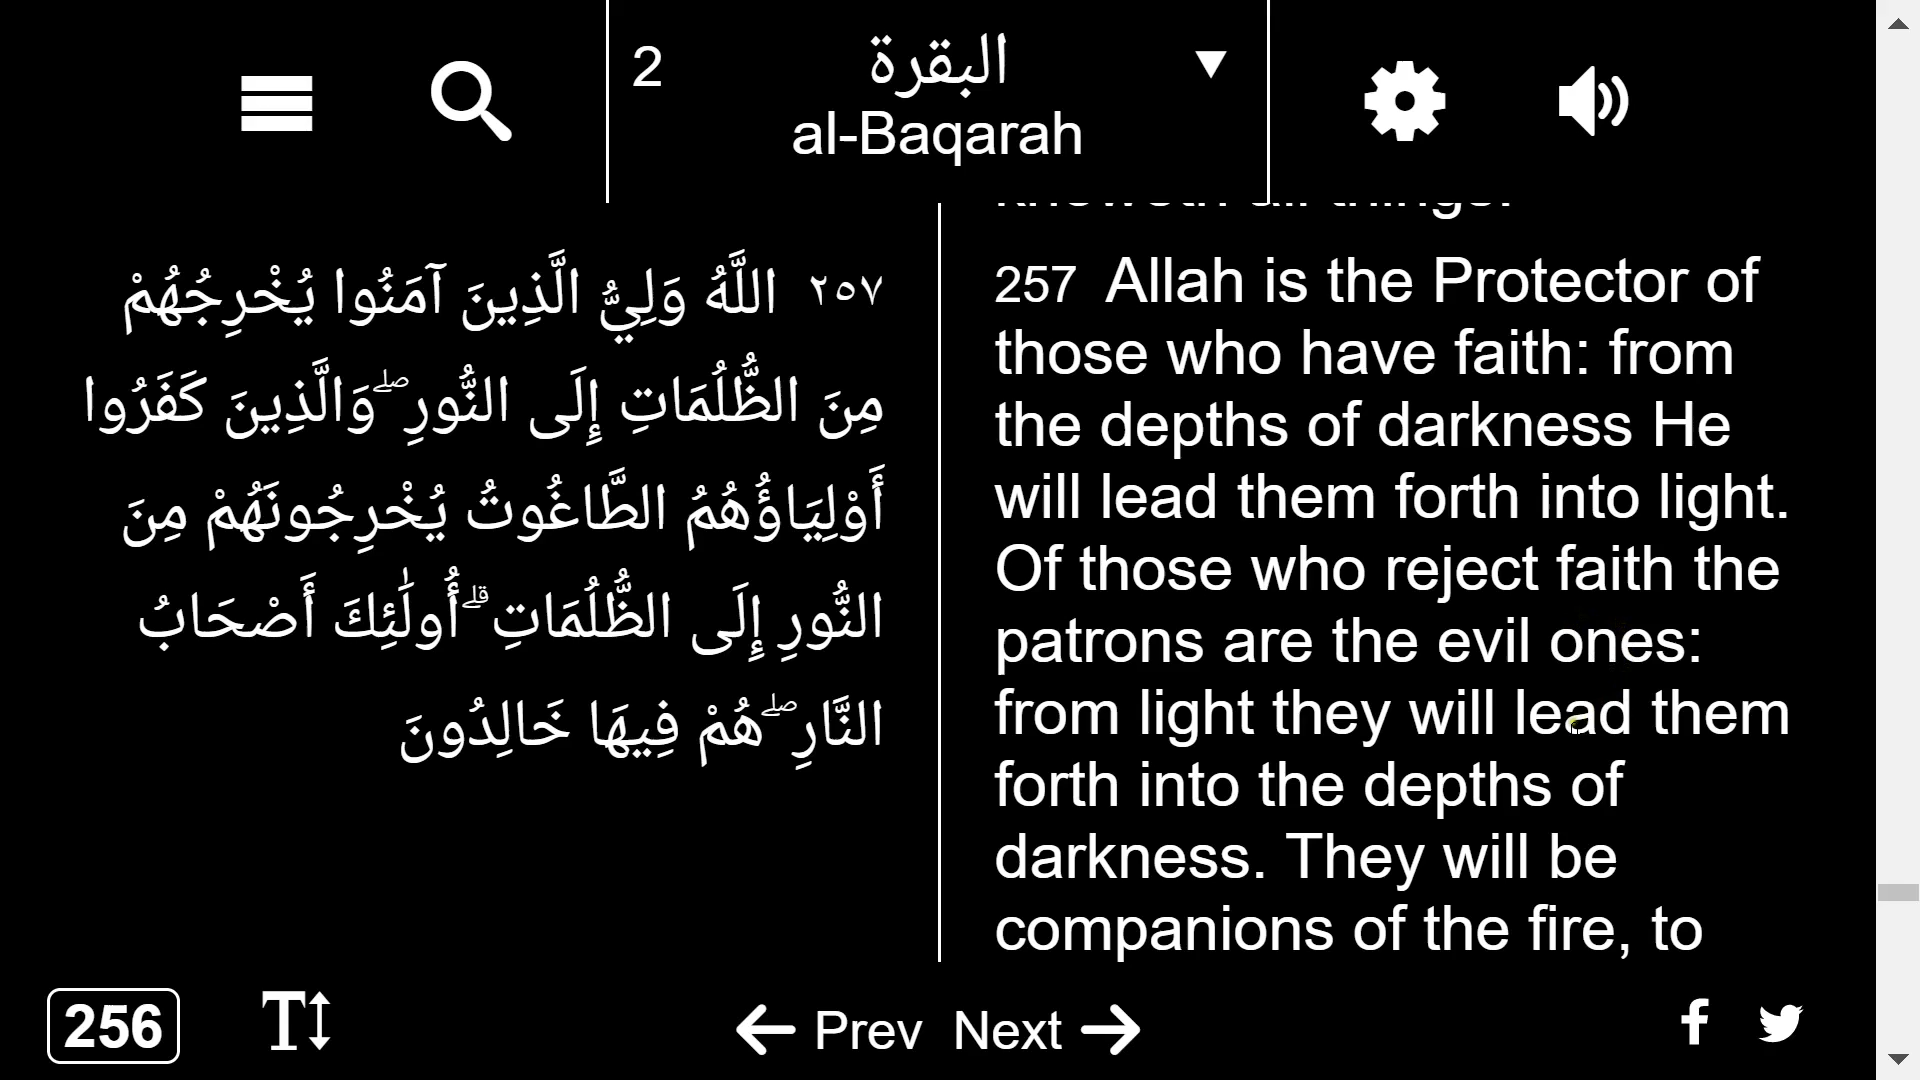 2
البقرة
al-Baqarah
knoweth all things.
٢٥٧ اللَّهُ وَلِيُّ الَّذِينَ آمَنُوا يُخْرِجُهُمْ
مِنَ الظُّلُمَاتِ إِلَى النُّورِ ۖ وَالَّذِينَ كَفَرُوا
أَوْلِيَاؤُهُمُ الطَّاغُوتُ يُخْرِجُونَهُمْ مِنَ
النُّورِ إِلَى الظُّلُمَاتِ ۗ أُولَٰئِكَ أَصْحَابُ
النَّارِ ۖ هُمْ فِيهَا خَالِدُونَ
257 Allah is the Protector of
those who have faith: from
the depths of darkness He
will lead them forth into light.
Of those who reject faith the
patrons are the evil ones:
from light they will lead them
forth into the depths of
darkness. They will be
companions of the fire, to
256
T
Prev Next